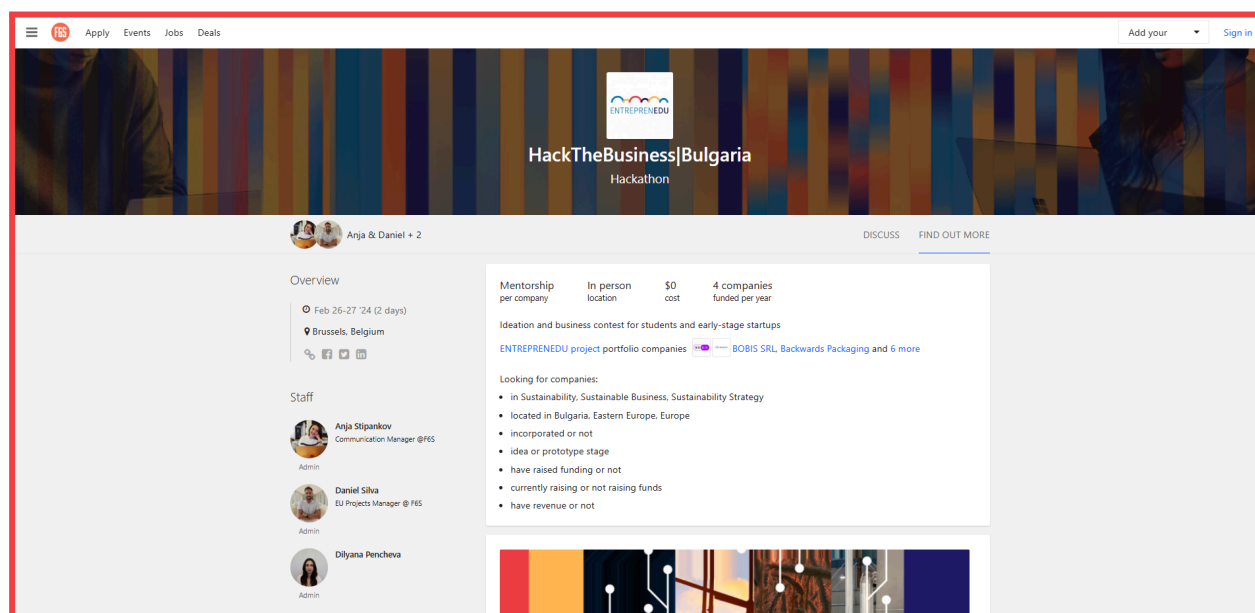 F6S Apply Events Jobs Deals Add your Sign in
ENTREPRENEDU
HackTheBusiness|Bulgaria
Hackathon
Anja & Daniel + 2 DISCUSS FIND OUT MORE
Overview
Feb 26-27 '24 (2 days)
Brussels, Belgium
Staff
Anja Stipankov
Communication Manager @F6S
Admin
Daniel Silva
EU Projects Manager @ F6S
Admin
Dilyana Pencheva
Admin
Mentorship In person $0 4 companies
per company location cost funded per year
Ideation and business contest for students and early-stage startups
ENTREPRENEDU project portfolio companies BOBIS SRL, Backwards Packaging and 6 more
Looking for companies:
• in Sustainability, Sustainable Business, Sustainability Strategy
• located in Bulgaria, Eastern Europe, Europe
• incorporated or not
• idea or prototype stage
• have raised funding or not
• currently raising or not raising funds
• have revenue or not